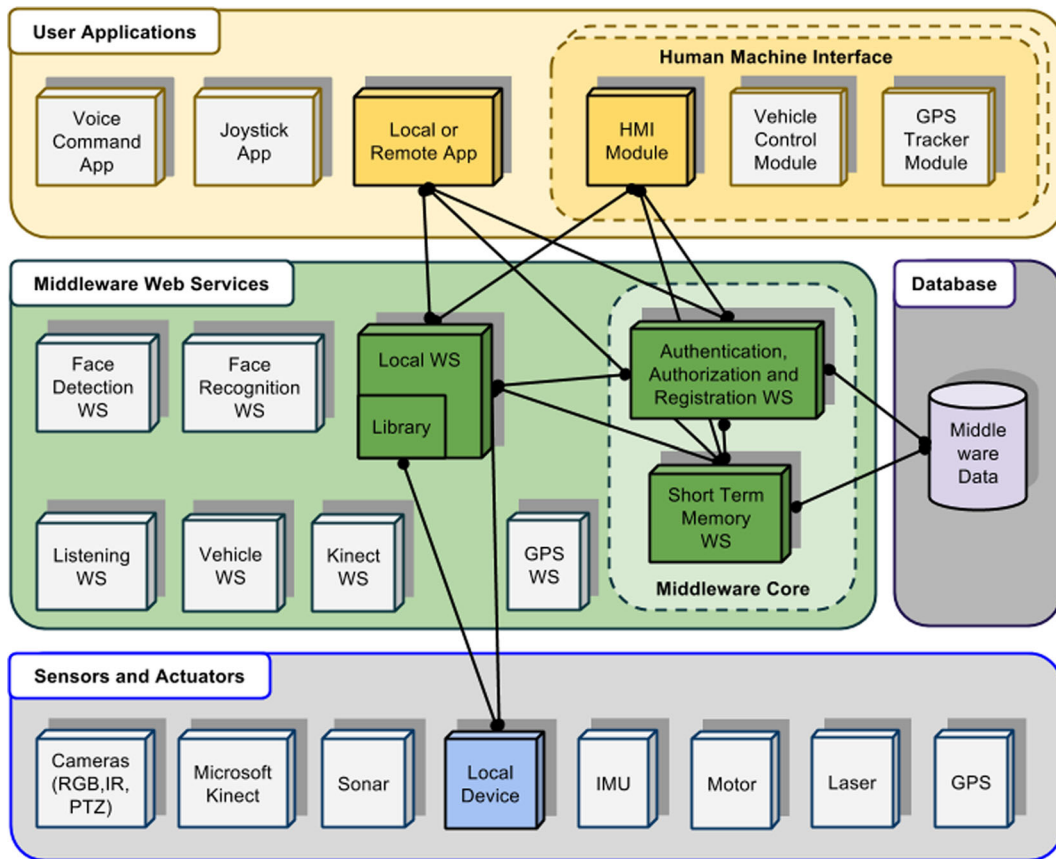 User Applications
Human Machine Interface
Voice
Command
App
Joystick
App
Local or
Remote App
HMI
Module
Vehicle
Control
Module
GPS
Tracker
Module
Middleware Web Services
Database
Face
Detection
WS
Face
Recognition
WS
Local WS
Library
Authentication,
Authorization and
Registration WS
Middle
ware
Data
Short Term
Memory
WS
Listening
WS
Vehicle
WS
Kinect
WS
GPS
WS
Middleware Core
Sensors and Actuators
Cameras
(RGB,IR,
PTZ)
Microsoft
Kinect
Sonar
Local
Device
IMU
Motor
Laser
GPS